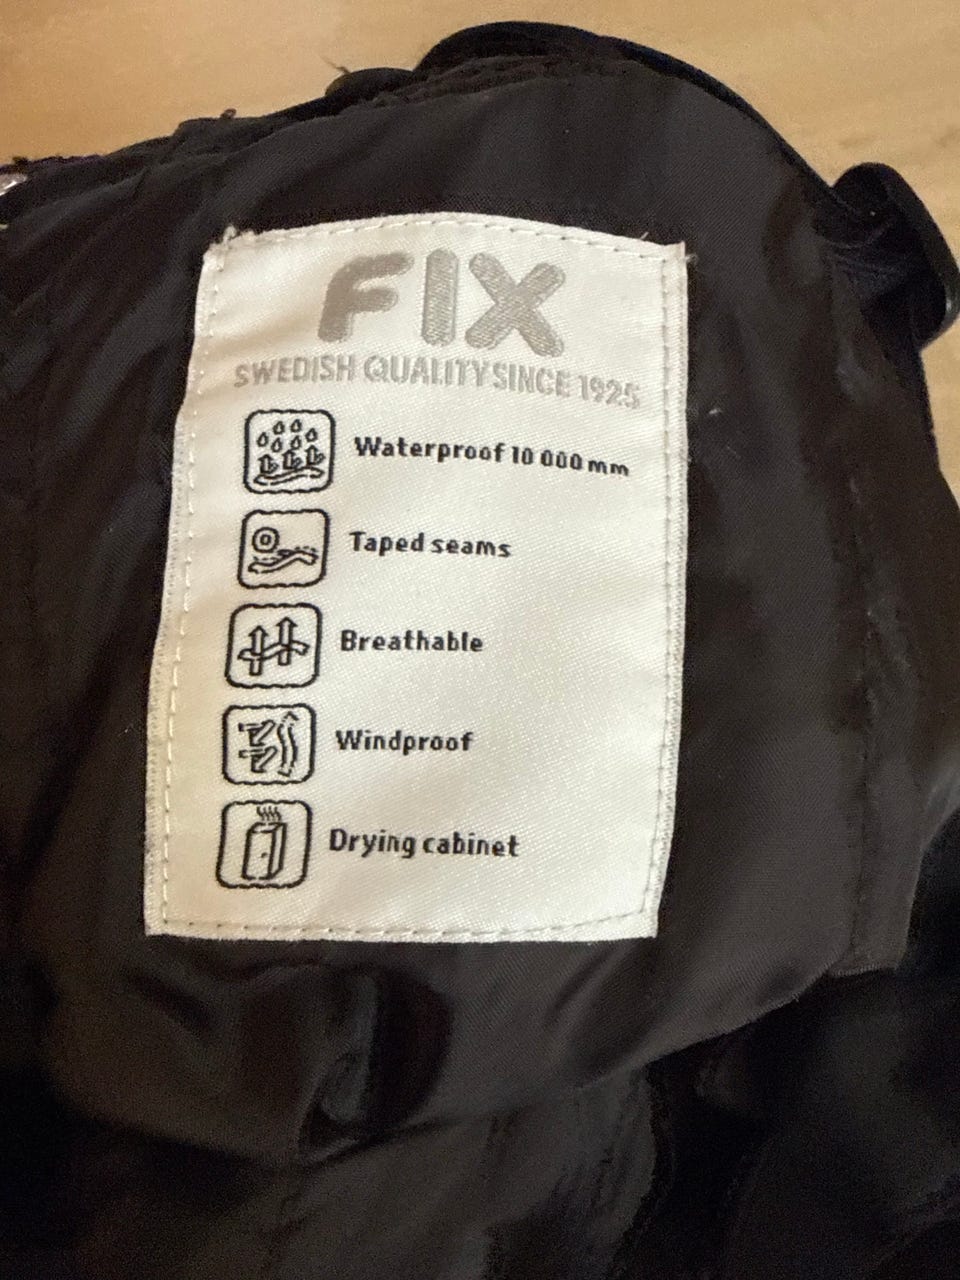 FIX
SWEDISH QUALITY SINCE 1925
Waterproof 10 000 mm
Taped seams
Breathable
Windproof
Drying cabinet